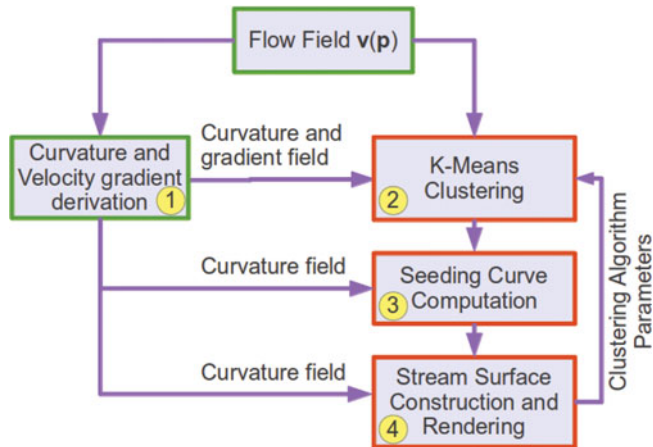 Flow Field v(p)
Curvature and
gradient field
Curvature and
Velocity gradient
derivation 1
K-Means
Clustering
2
Curvature field
Seeding Curve
Computation
3
Curvature field
Stream Surface
Construction and
Rendering
4
Clustering Algorithm
Parameters